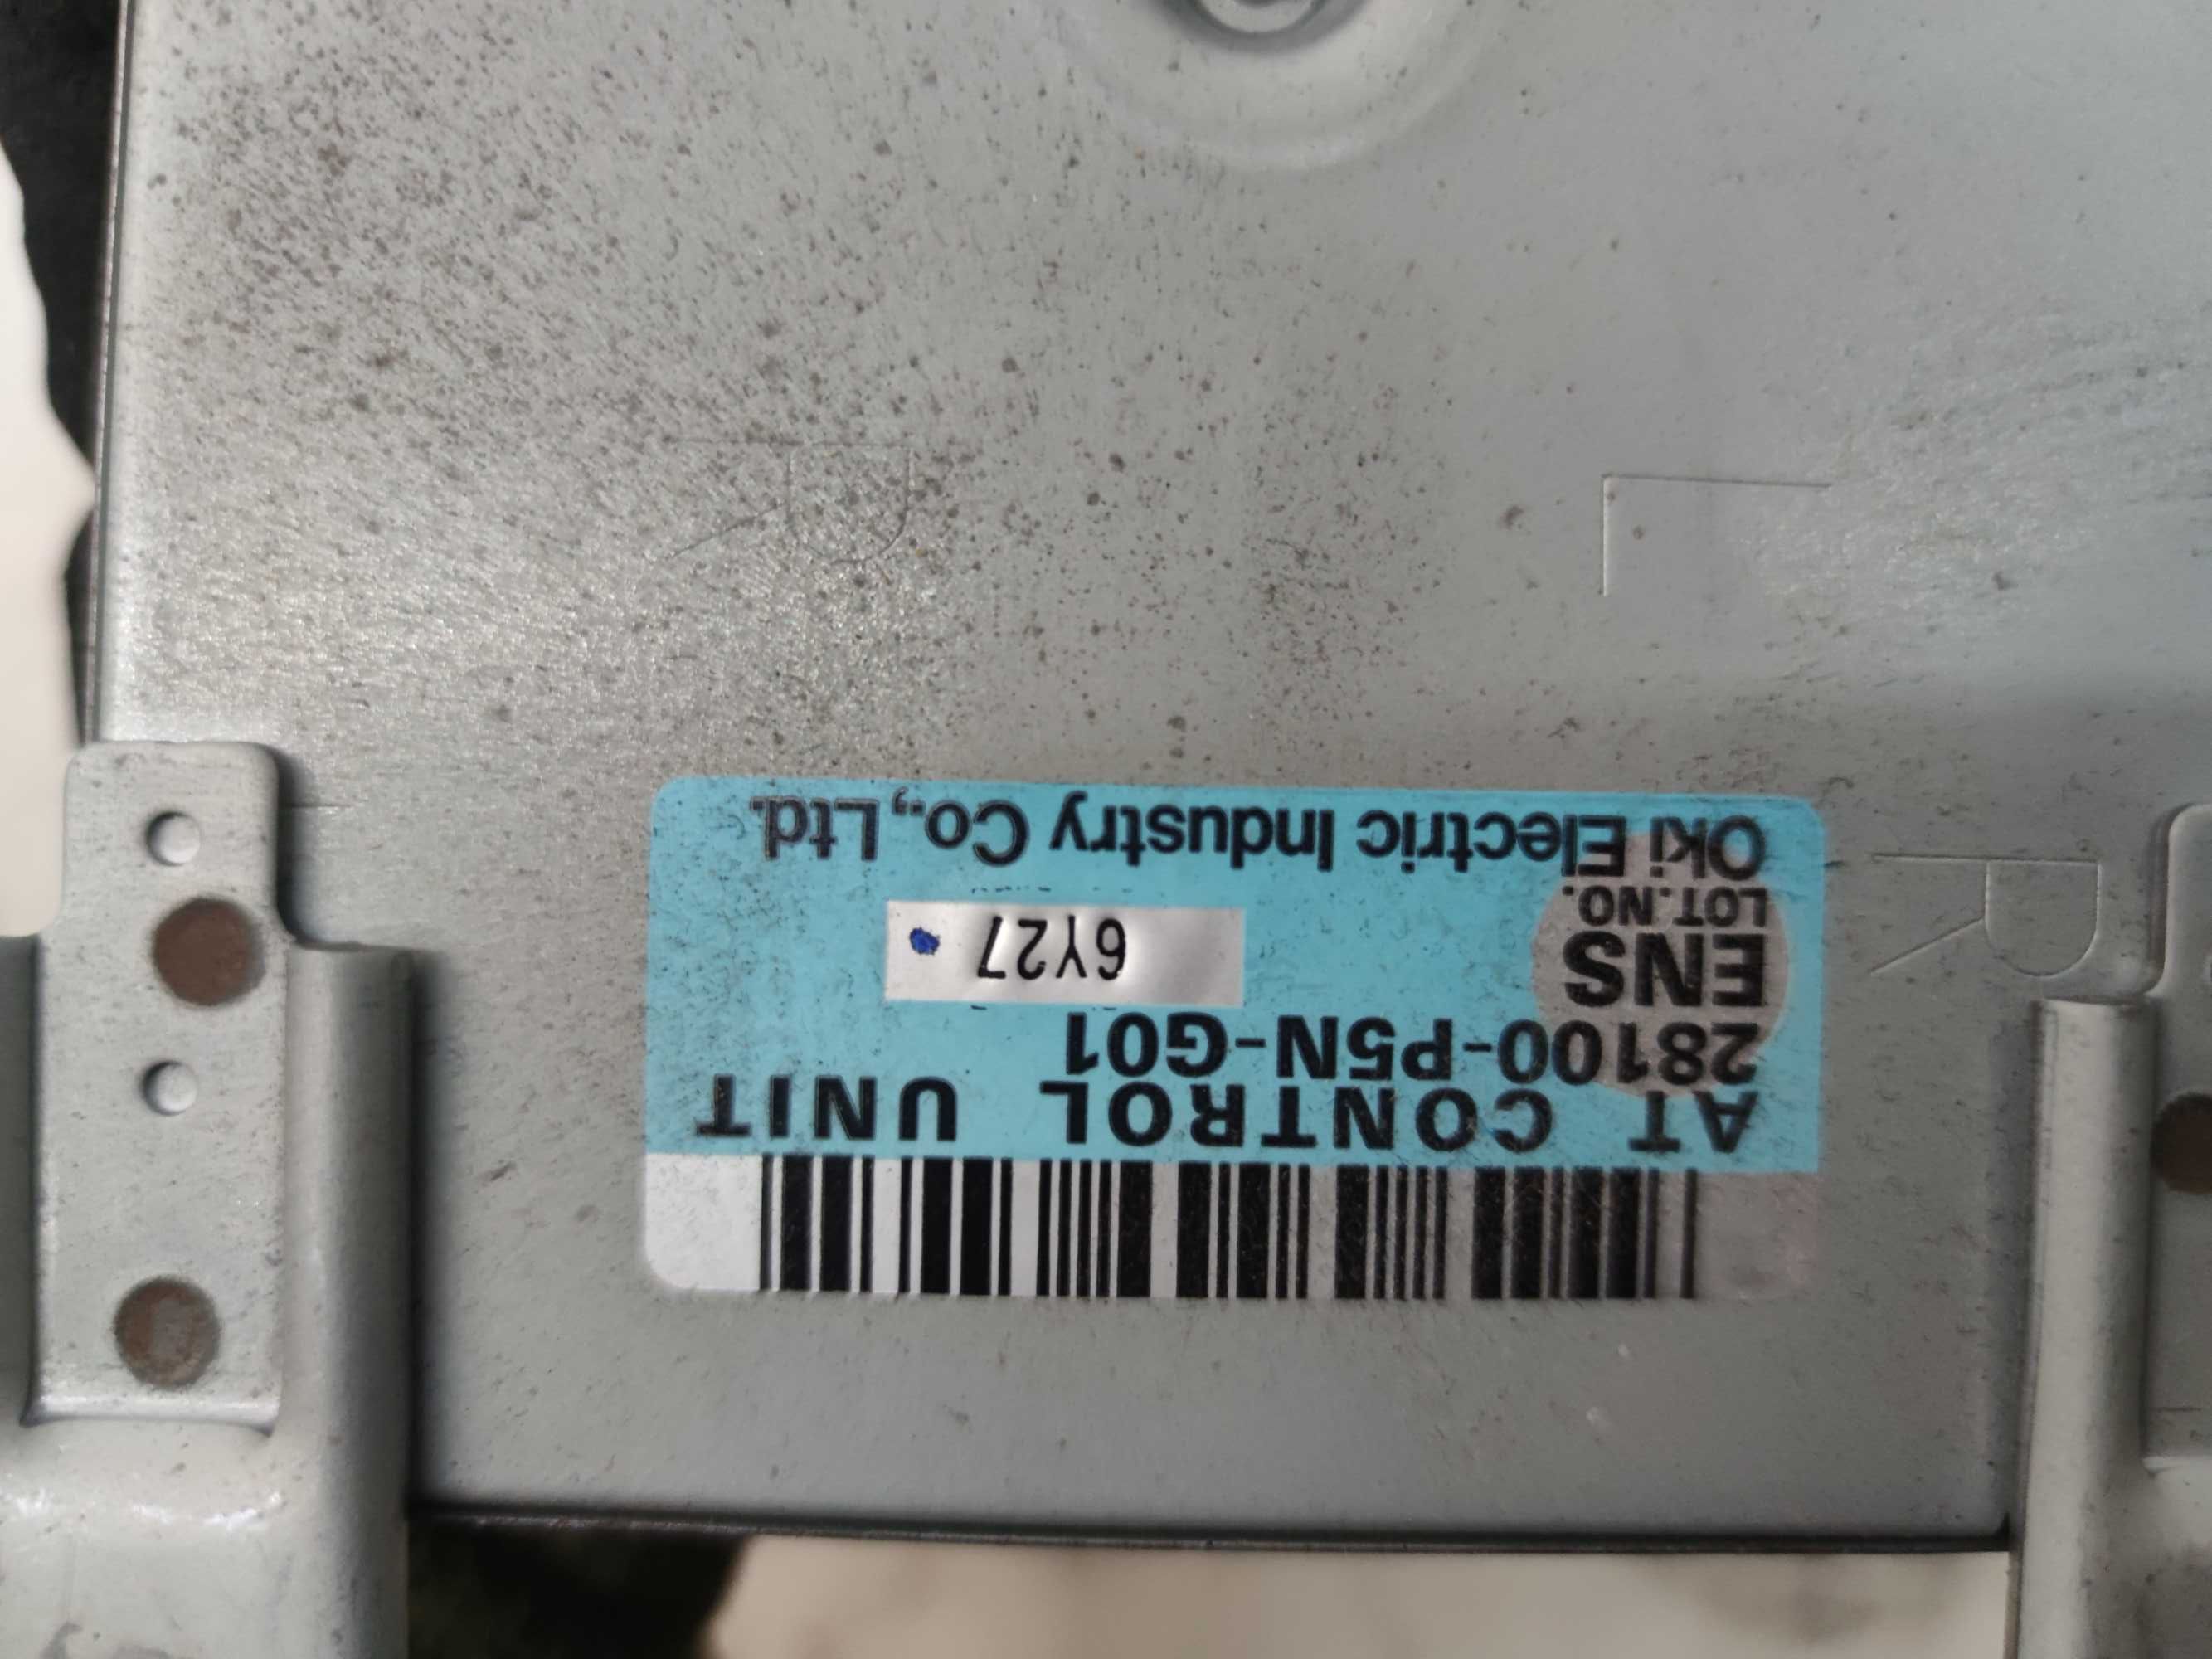 AT CONTROL UNIT
28100-P5N-G01
ENS
6Y27
LOT.NO.
Oki Electric Industry Co.,Ltd.
R
L
R